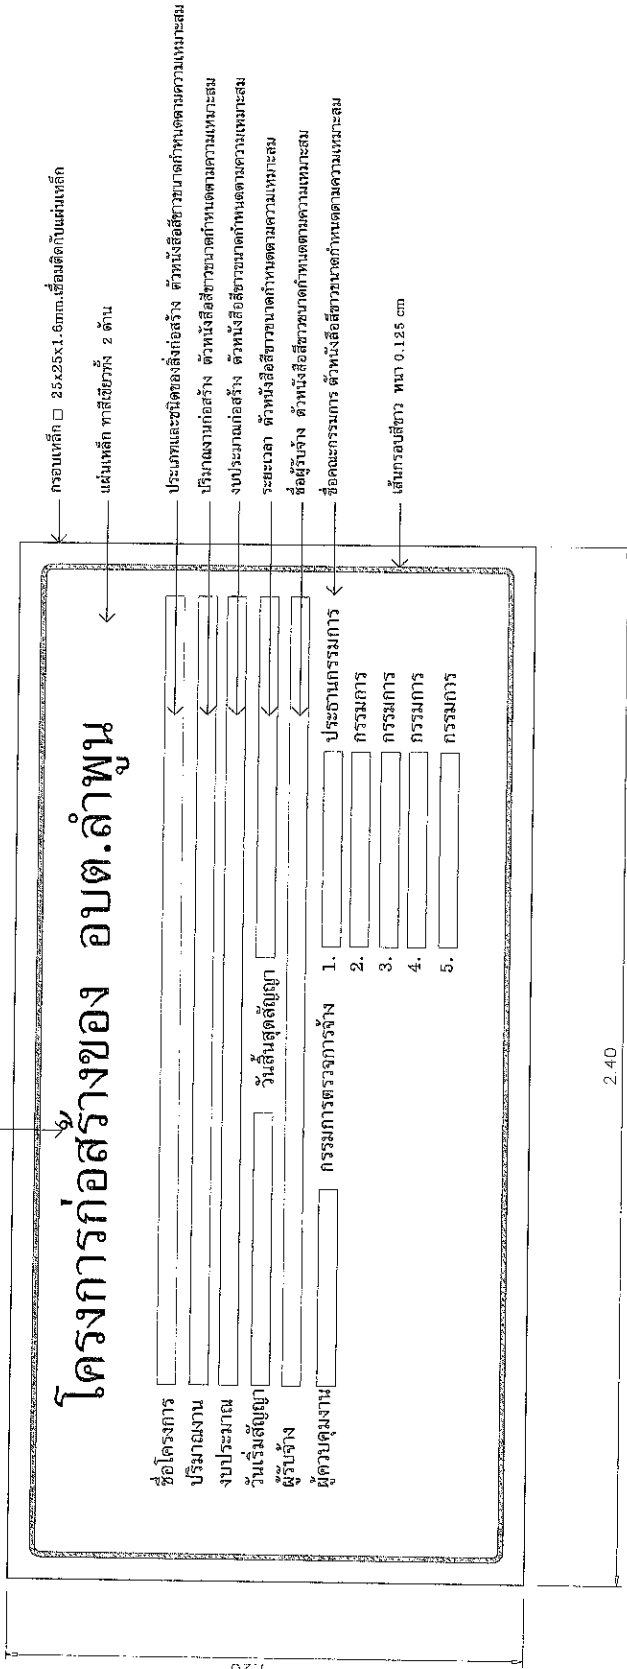 กรอบเหล็ก □ 25x25x1.6mm.เชื่อมติดกับแผ่นเหล็ก
แผ่นเหล็ก ทาสีเขียวทั้ง 2 ด้าน
ประเภทและชนิดของสิ่งก่อสร้าง ตัวหนังสือสีขาวขนาดกำหนดตามความเหมาะสม
ปริมาณงานก่อสร้าง ตัวหนังสือสีขาวขนาดกำหนดตามความเหมาะสม
งบประมาณก่อสร้าง ตัวหนังสือสีขาวขนาดกำหนดตามความเหมาะสม
ระยะเวลา ตัวหนังสือสีขาวขนาดกำหนดตามความเหมาะสม
ชื่อผู้รับจ้าง ตัวหนังสือสีขาวขนาดกำหนดตามความเหมาะสม
ชื่อคณะกรรมการ ตัวหนังสือสีขาวขนาดกำหนดตามความเหมาะสม
เส้นกรอบสีขาว หนา 0.125 cm
โครงการก่อสร้างของ อบต.ลำพูน
ชื่อโครงการ
ปริมาณงาน
งบประมาณ
วันเริ่มสัญญา วันสิ้นสุดสัญญา
ผู้รับจ้าง
ผู้ควบคุมงาน กรรมการตรวจการจ้าง 1. ประธานกรรมการ
2. กรรมการ
3. กรรมการ
4. กรรมการ
5. กรรมการ
2.40